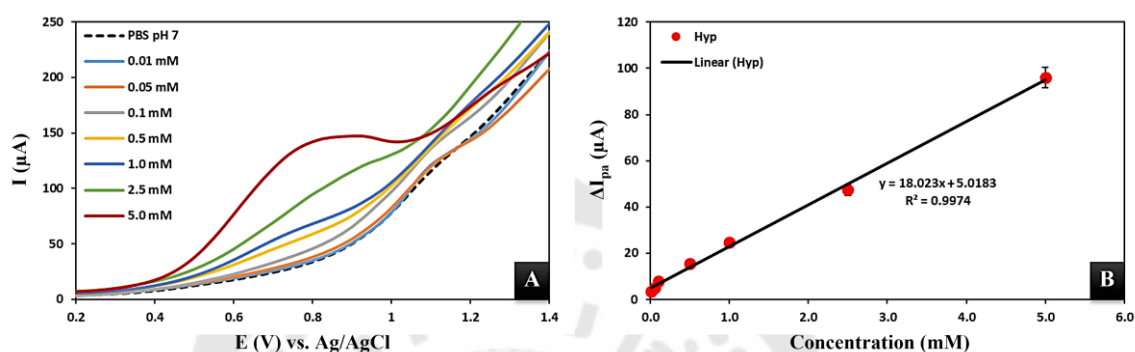 250
200
150
100
50
0
I (µA)
PBS pH 7
0.01 mM
0.05 mM
0.1 mM
0.5 mM
1.0 mM
2.5 mM
5.0 mM
0.2 0.4 0.6 0.8 1 1.2 1.4
E (V) vs. Ag/AgCl
A
120
100
80
60
40
20
0
ΔIpa (µA)
Hyp
Linear (Hyp)
y = 18.023x + 5.0183
R² = 0.9974
0.0 1.0 2.0 3.0 4.0 5.0 6.0
Concentration (mM)
B